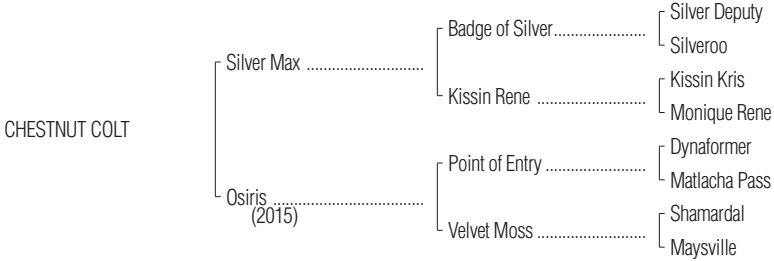 CHESTNUT COLT
Silver Max ............................
Osiris ....................................
(2015)
Badge of Silver......................
Kissin Rene ..........................
Point of Entry ........................
Velvet Moss ..........................
Silver Deputy
Silveroo
Kissin Kris
Monique Rene
Dynaformer
Matlacha Pass
Shamardal
Maysville